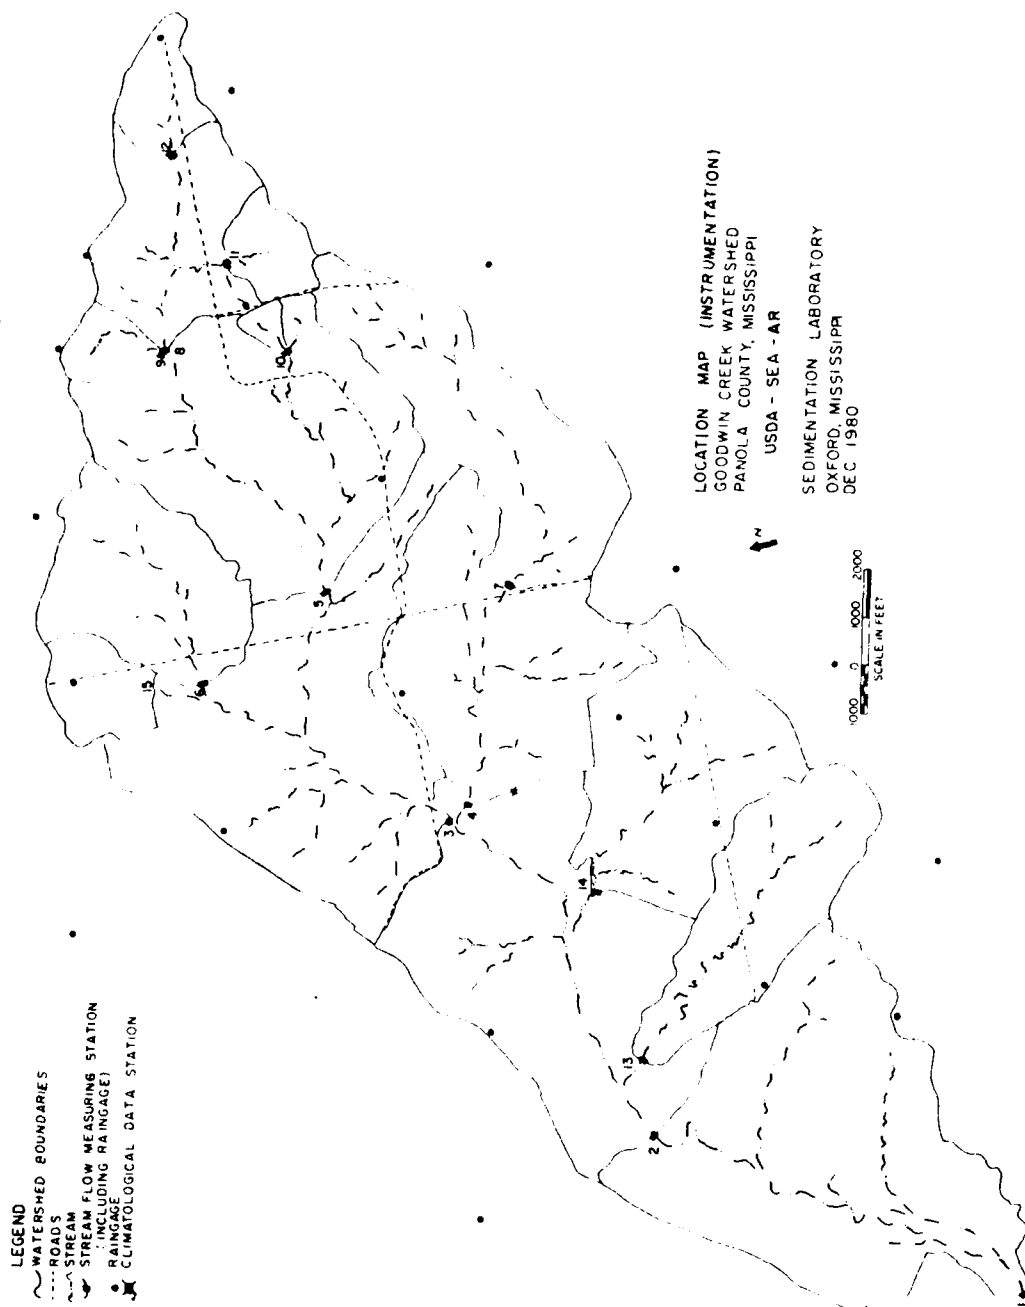 LOCATION MAP (INSTRUMENTATION)
GOODWIN CREEK WATERSHED
PANOLA COUNTY, MISSISSIPPI
USDA - SEA - AR
SEDIMENTATION LABORATORY
OXFORD, MISSISSIPPI
DEC 1980
N
1000 0 1000 2000
SCALE IN FEET
LEGEND
WATERSHED BOUNDARIES
ROADS
STREAM
STREAM FLOW MEASURING STATION
(INCLUDING RAINGAGE)
RAINGAGE
CLIMATOLOGICAL DATA STATION
12
11
9
8
10
5
7
15
6
3
4
14
13
2